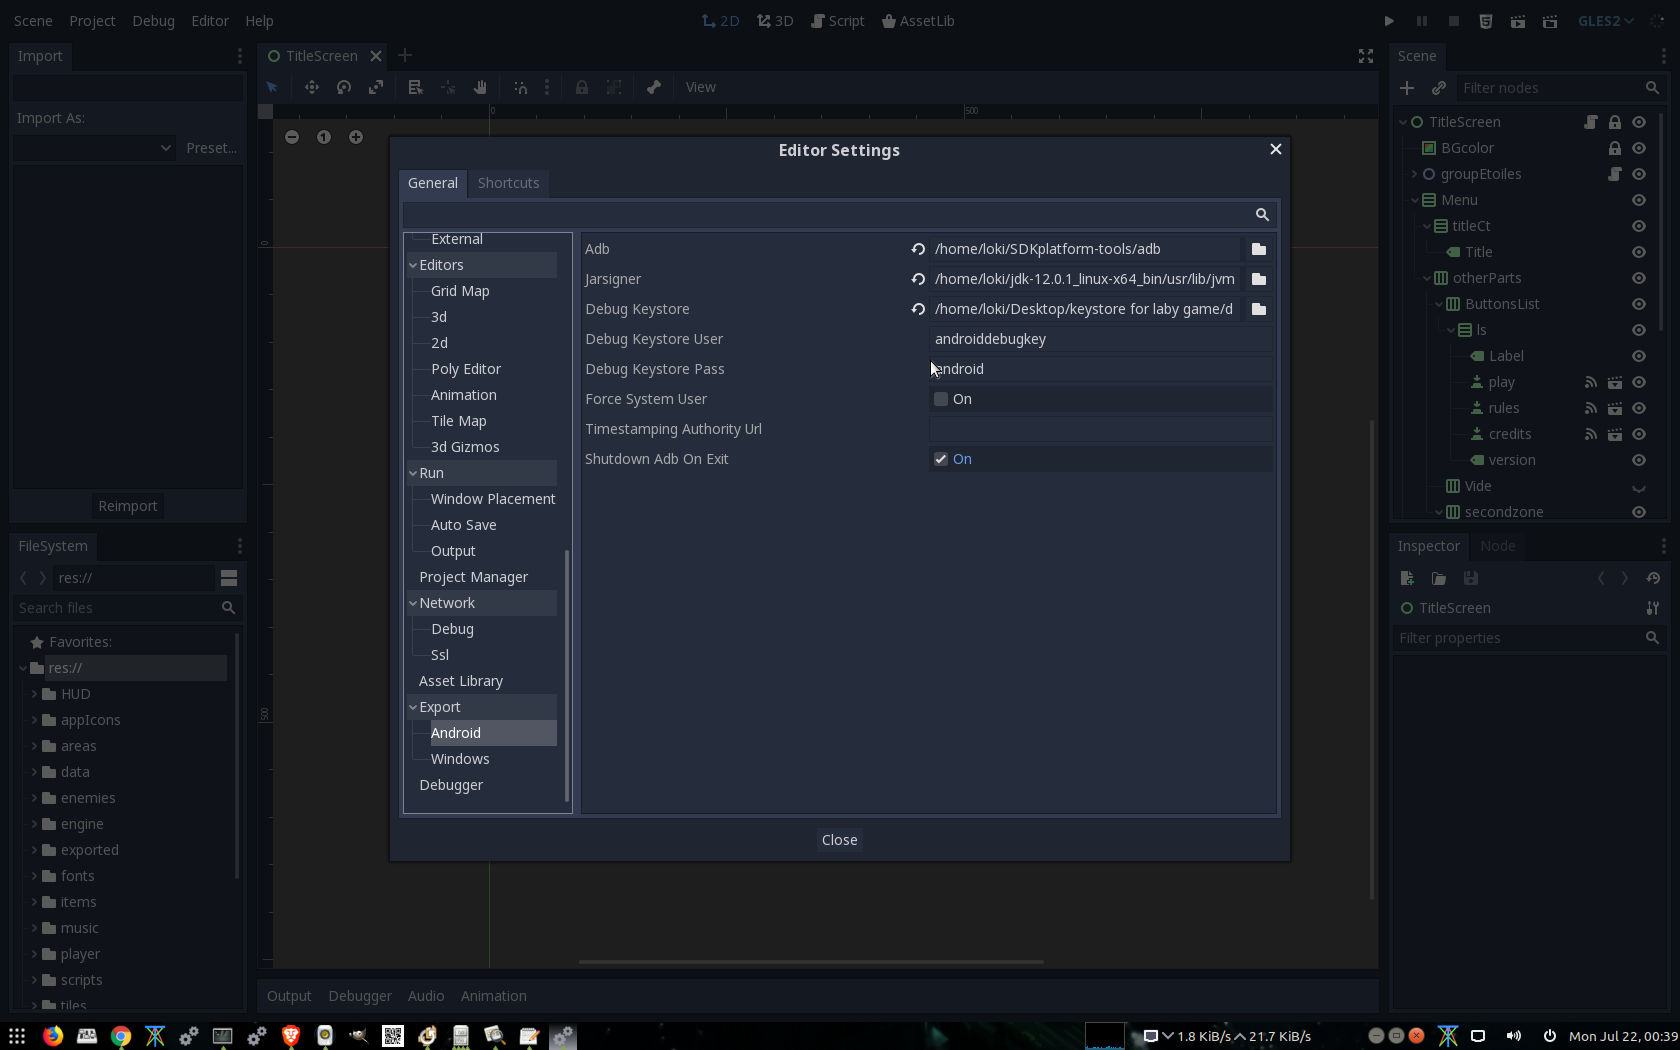 Scene Project Debug Editor Help
2D 3D Script AssetLib
GLES2
Import
Import As:
Preset...
Reimport
FileSystem
res://
Search files
Favorites:
res://
HUD
appIcons
areas
data
enemies
engine
exported
fonts
items
music
player
scripts
tiles
TitleScreen
View
0
500
0
500
Editor Settings
General Shortcuts
External
Editors
Grid Map
3d
2d
Poly Editor
Animation
Tile Map
3d Gizmos
Run
Window Placement
Auto Save
Output
Project Manager
Network
Debug
Ssl
Asset Library
Export
Android
Windows
Debugger
Adb /home/loki/SDKplatform-tools/adb
Jarsigner /home/loki/jdk-12.0.1_linux-x64_bin/usr/lib/jvm
Debug Keystore /home/loki/Desktop/keystore for laby game/d
Debug Keystore User androiddebugkey
Debug Keystore Pass android
Force System User On
Timestamping Authority Url
Shutdown Adb On Exit On
Close
Output Debugger Audio Animation
Scene
Filter nodes
TitleScreen
BGcolor
groupEtoiles
Menu
titleCt
Title
otherParts
ButtonsList
ls
Label
play
rules
credits
version
Vide
secondzone
Inspector Node
TitleScreen
Filter properties
1.8 KiB/s 21.7 KiB/s
Mon Jul 22, 00:39